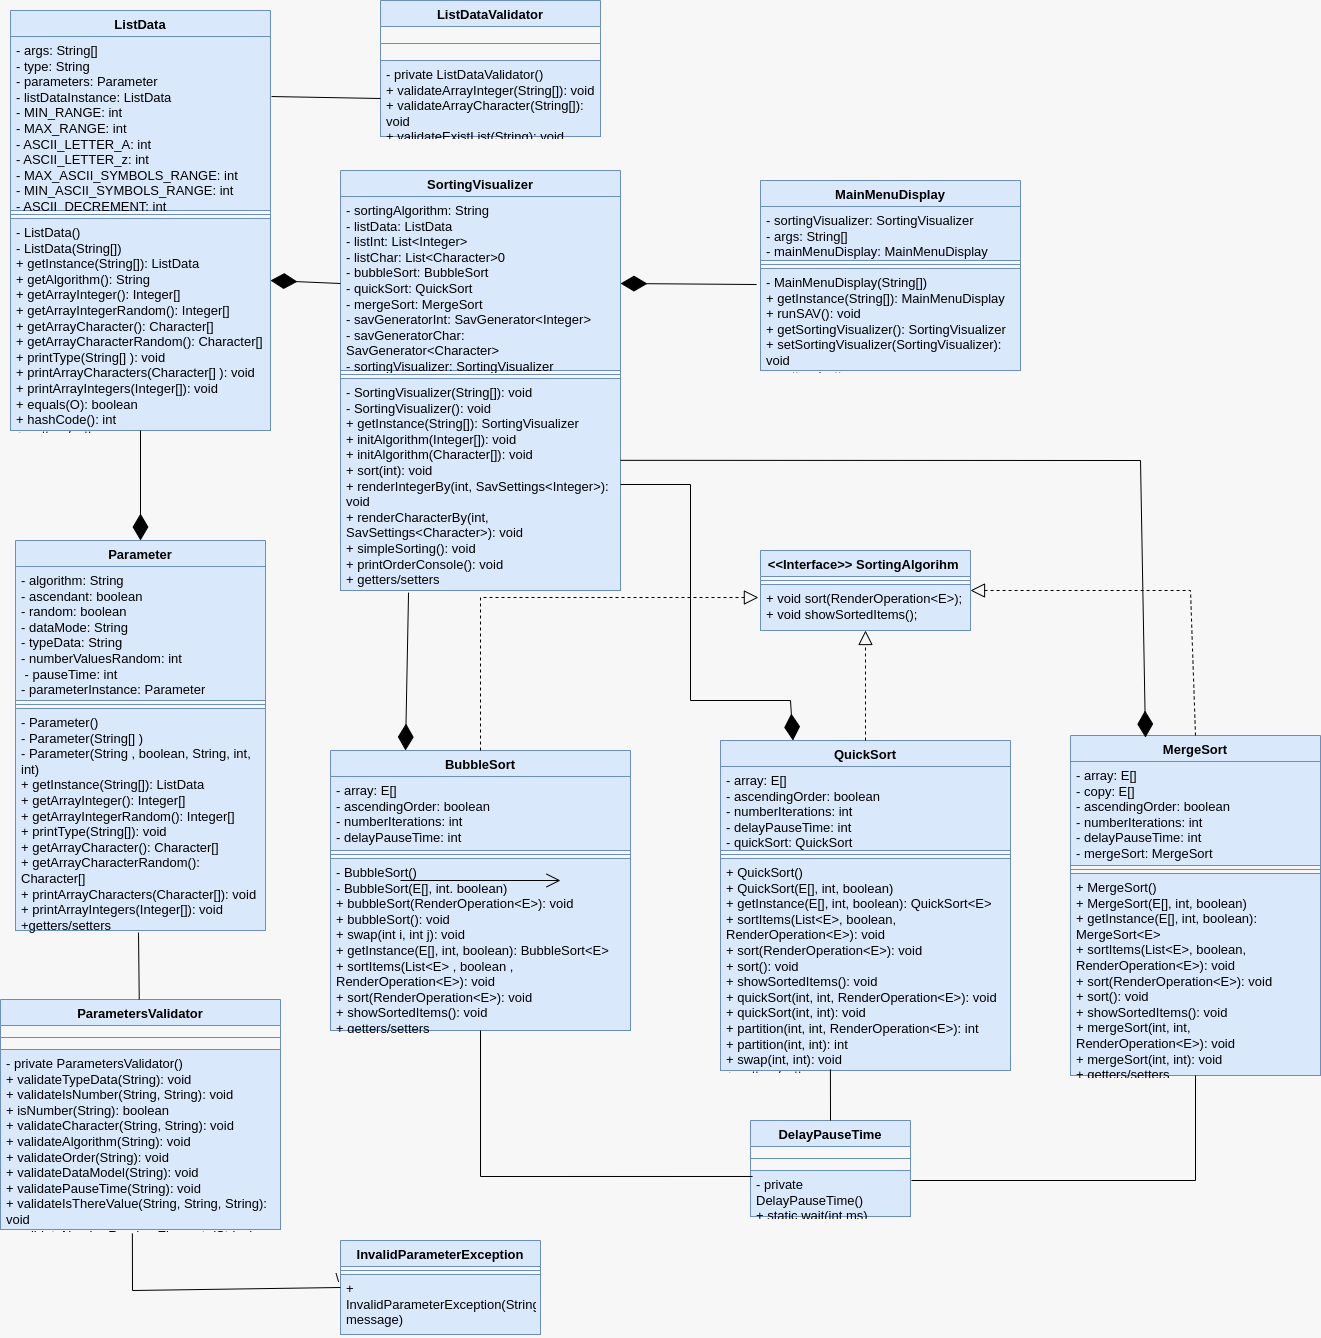 ListData
- args: String[]
- type: String
- parameters: Parameter
- listDataInstance: ListData
- MIN_RANGE: int
- MAX_RANGE: int
- ASCII_LETTER_A: int
- ASCII_LETTER_z: int
- MAX_ASCII_SYMBOLS_RANGE: int
- MIN_ASCII_SYMBOLS_RANGE: int
- ASCII_DECREMENT: int
- ListData()
- ListData(String[])
+ getInstance(String[]): ListData
+ getAlgorithm(): String
+ getArrayInteger(): Integer[]
+ getArrayIntegerRandom(): Integer[]
+ getArrayCharacter(): Character[]
+ getArrayCharacterRandom(): Character[]
+ printType(String[] ): void
+ printArrayCharacters(Character[] ): void
+ printArrayIntegers(Integer[]): void
+ equals(O): boolean
+ hashCode(): int
ListDataValidator
- private ListDataValidator()
+ validateArrayInteger(String[]): void
+ validateArrayCharacter(String[]):
void
+ validateExistList(String): void
SortingVisualizer
- sortingAlgorithm: String
- listData: ListData
- listInt: List<Integer>
- listChar: List<Character>0
- bubbleSort: BubbleSort
- quickSort: QuickSort
- mergeSort: MergeSort
- savGeneratorInt: SavGenerator<Integer>
- savGeneratorChar:
SavGenerator<Character>
- sortingVisualizer: SortingVisualizer
- SortingVisualizer(String[]): void
- SortingVisualizer(): void
+ getInstance(String[]): SortingVisualizer
+ initAlgorithm(Integer[]): void
+ initAlgorithm(Character[]): void
+ sort(int): void
+ renderIntegerBy(int, SavSettings<Integer>):
void
+ renderCharacterBy(int,
SavSettings<Character>): void
+ simpleSorting(): void
+ printOrderConsole(): void
+ getters/setters
MainMenuDisplay
- sortingVisualizer: SortingVisualizer
- args: String[]
- mainMenuDisplay: MainMenuDisplay
- MainMenuDisplay(String[])
+ getInstance(String[]): MainMenuDisplay
+ runSAV(): void
+ getSortingVisualizer(): SortingVisualizer
+ setSortingVisualizer(SortingVisualizer):
void
<<Interface>> SortingAlgorihm
+ void sort(RenderOperation<E>);
+ void showSortedItems();
Parameter
- algorithm: String
- ascendant: boolean
- random: boolean
- dataMode: String
- typeData: String
- numberValuesRandom: int
- pauseTime: int
- parameterInstance: Parameter
- Parameter()
- Parameter(String[] )
- Parameter(String , boolean, String, int,
int)
+ getInstance(String[]): ListData
+ getArrayInteger(): Integer[]
+ getArrayIntegerRandom(): Integer[]
+ printType(String[]): void
+ getArrayCharacter(): Character[]
+ getArrayCharacterRandom():
Character[]
+ printArrayCharacters(Character[]): void
+ printArrayIntegers(Integer[]): void
+getters/setters
BubbleSort
- array: E[]
- ascendingOrder: boolean
- numberIterations: int
- delayPauseTime: int
- BubbleSort()
- BubbleSort(E[], int. boolean)
+ bubbleSort(RenderOperation<E>): void
+ bubbleSort(): void
+ swap(int i, int j): void
+ getInstance(E[], int, boolean): BubbleSort<E>
+ sortItems(List<E> , boolean ,
RenderOperation<E>): void
+ sort(RenderOperation<E>): void
+ showSortedItems(): void
+ getters/setters
QuickSort
- array: E[]
- ascendingOrder: boolean
- numberIterations: int
- delayPauseTime: int
- quickSort: QuickSort
+ QuickSort()
+ QuickSort(E[], int, boolean)
+ getInstance(E[], int, boolean): QuickSort<E>
+ sortItems(List<E>, boolean,
RenderOperation<E>): void
+ sort(RenderOperation<E>): void
+ sort(): void
+ showSortedItems(): void
+ quickSort(int, int, RenderOperation<E>): void
+ quickSort(int, int): void
+ partition(int, int, RenderOperation<E>): int
+ partition(int, int): int
+ swap(int, int): void
MergeSort
- array: E[]
- copy: E[]
- ascendingOrder: boolean
- numberIterations: int
- delayPauseTime: int
- mergeSort: MergeSort
+ MergeSort()
+ MergeSort(E[], int, boolean)
+ getInstance(E[], int, boolean):
MergeSort<E>
+ sortItems(List<E>, boolean,
RenderOperation<E>): void
+ sort(RenderOperation<E>): void
+ sort(): void
+ showSortedItems(): void
+ mergeSort(int, int,
RenderOperation<E>): void
+ mergeSort(int, int): void
+ getters/setters
ParametersValidator
- private ParametersValidator()
+ validateTypeData(String): void
+ validateIsNumber(String, String): void
+ isNumber(String): boolean
+ validateCharacter(String, String): void
+ validateAlgorithm(String): void
+ validateOrder(String): void
+ validateDataModel(String): void
+ validatePauseTime(String): void
+ validateIsThereValue(String, String, String):
void
DelayPauseTime
- private
DelayPauseTime()
+ static wait(int ms)
InvalidParameterException
\
+
InvalidParameterException(String
message)